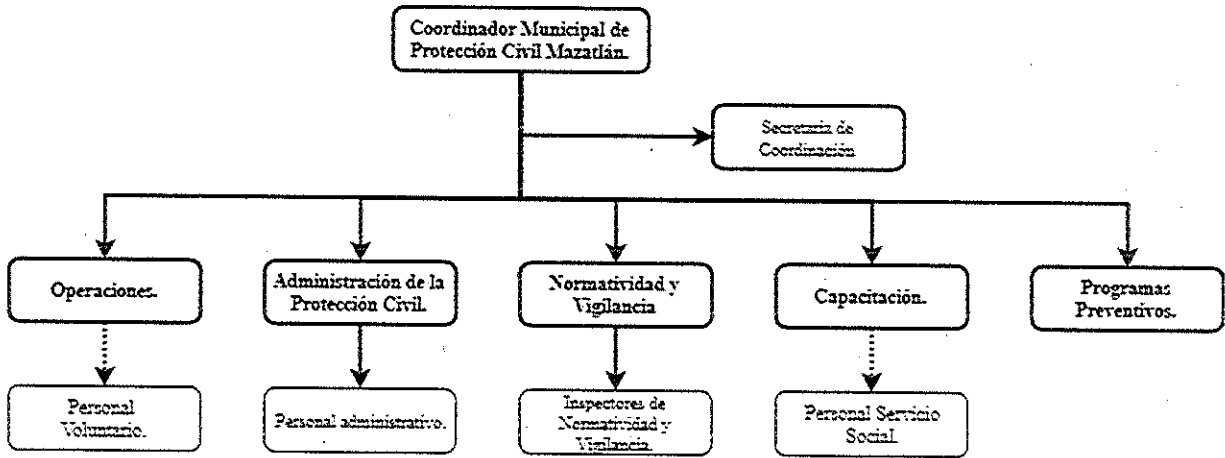 Coordinador Municipal de
Protección Civil Mazatlán.
Secretaria de
Coordinación
Operaciones.
Administración de la
Protección Civil.
Normatividad y
Vigilancia
Capacitación.
Programas
Preventivos.
Personal
Voluntario.
Personal administrativo.
Inspectores de
Normatividad y
Vigilancia.
Personal Servicio
Social.